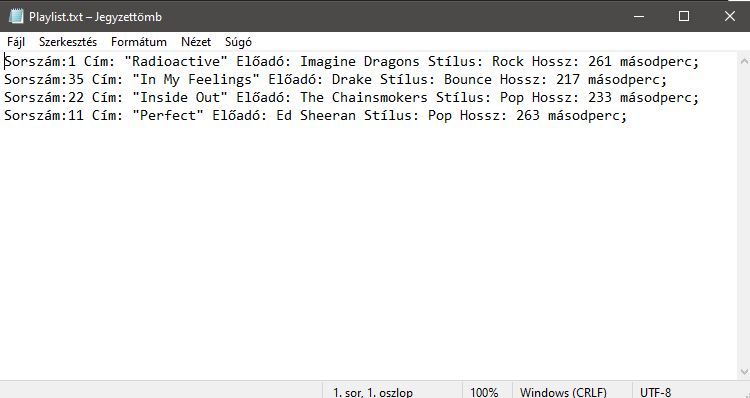 Playlist.txt – Jegyzettömb
Fájl Szerkesztés Formátum Nézet Súgó
Sorszám:1 Cím: "Radioactive" Előadó: Imagine Dragons Stílus: Rock Hossz: 261 másodperc;
Sorszám:35 Cím: "In My Feelings" Előadó: Drake Stílus: Bounce Hossz: 217 másodperc;
Sorszám:22 Cím: "Inside Out" Előadó: The Chainsmokers Stílus: Pop Hossz: 233 másodperc;
Sorszám:11 Cím: "Perfect" Előadó: Ed Sheeran Stílus: Pop Hossz: 263 másodperc;
1. sor, 1. oszlop 100% Windows (CRLF) UTF-8